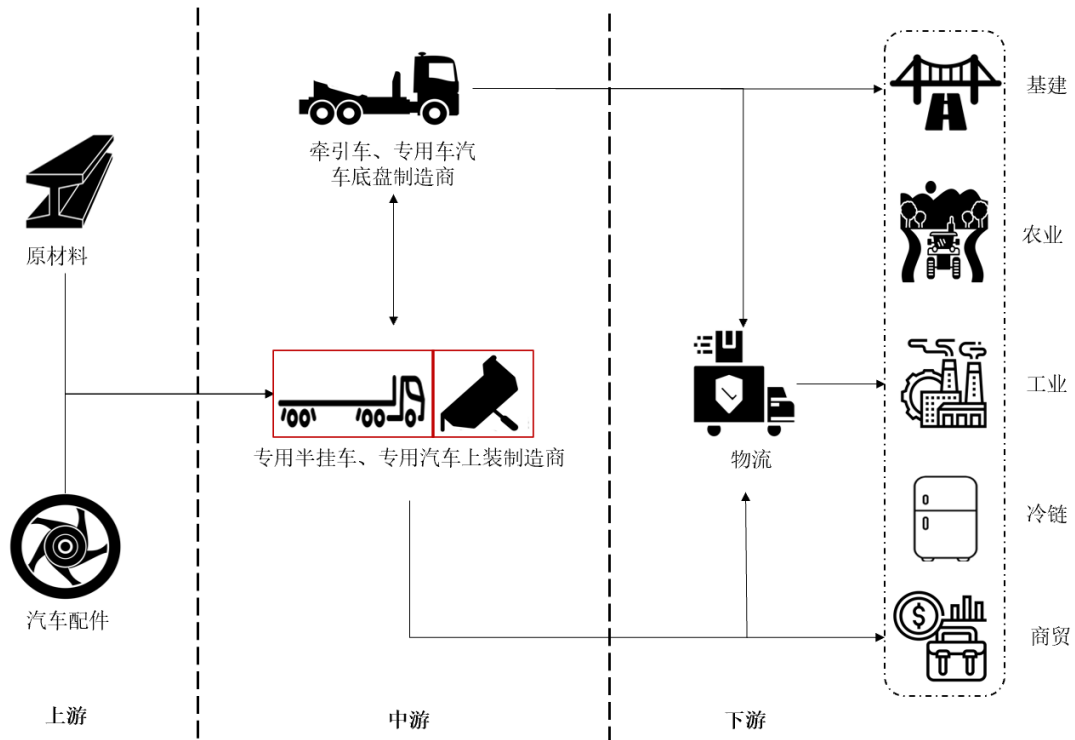 基建
牵引车、专用车汽
车底盘制造商
农业
原材料
工业
专用半挂车、专用汽车上装制造商
物流
冷链
汽车配件
商贸
上游
中游
下游